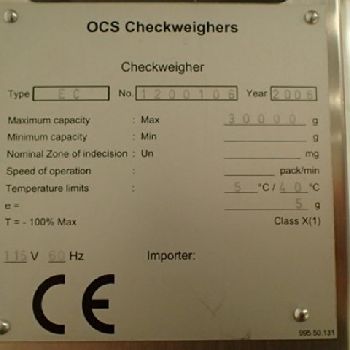 OCS Checkweighers
Checkweigher
Type EC No. 1200106 Year 2006
Maximum capacity : Max 30000 g
Minimum capacity : Min g
Nominal Zone of indecision : Un mg
Speed of operation : pack/min
Temperature limits : 5 °C / 40 °C
e = 5 g
T = - 100% Max Class X(1)
115 V 60 Hz Importer:
CE
995.50.131